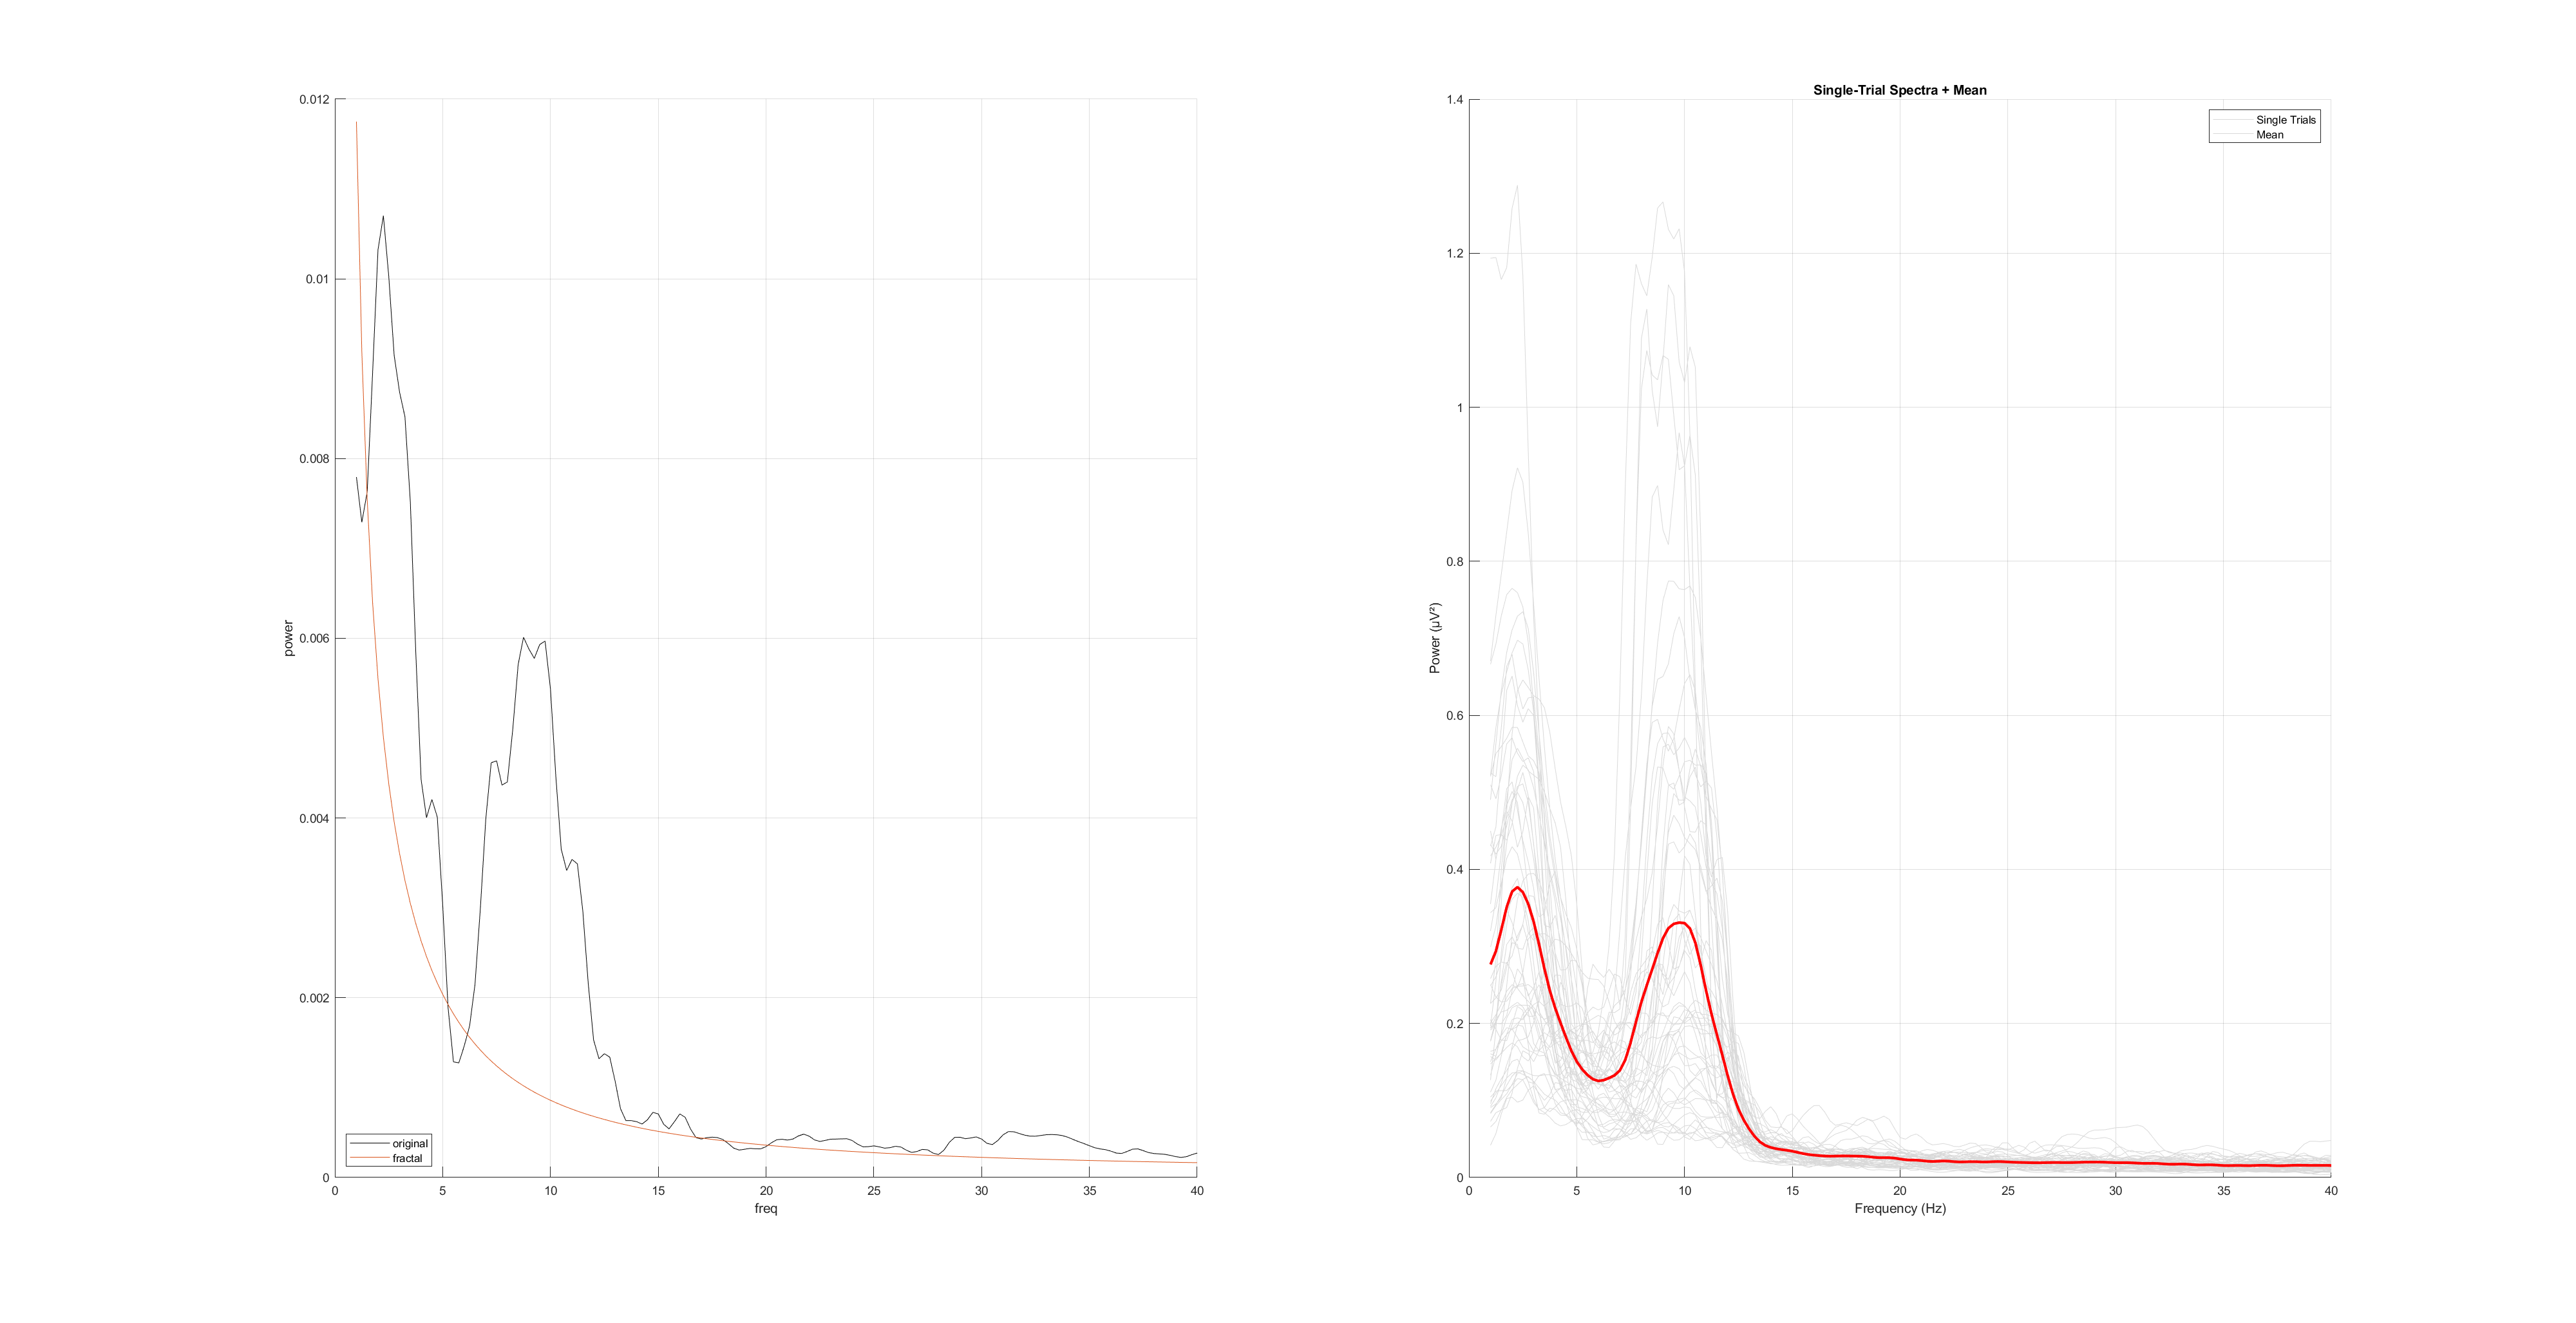 0.012
0.01
0.008
0.006
0.004
0.002
0
power
original
fractal
0 5 10 15 20 25 30 35 40
freq
Single-Trial Spectra + Mean
1.4
1.2
1
0.8
0.6
0.4
0.2
0
Power (µV²)
Single Trials
Mean
0 5 10 15 20 25 30 35 40
Frequency (Hz)